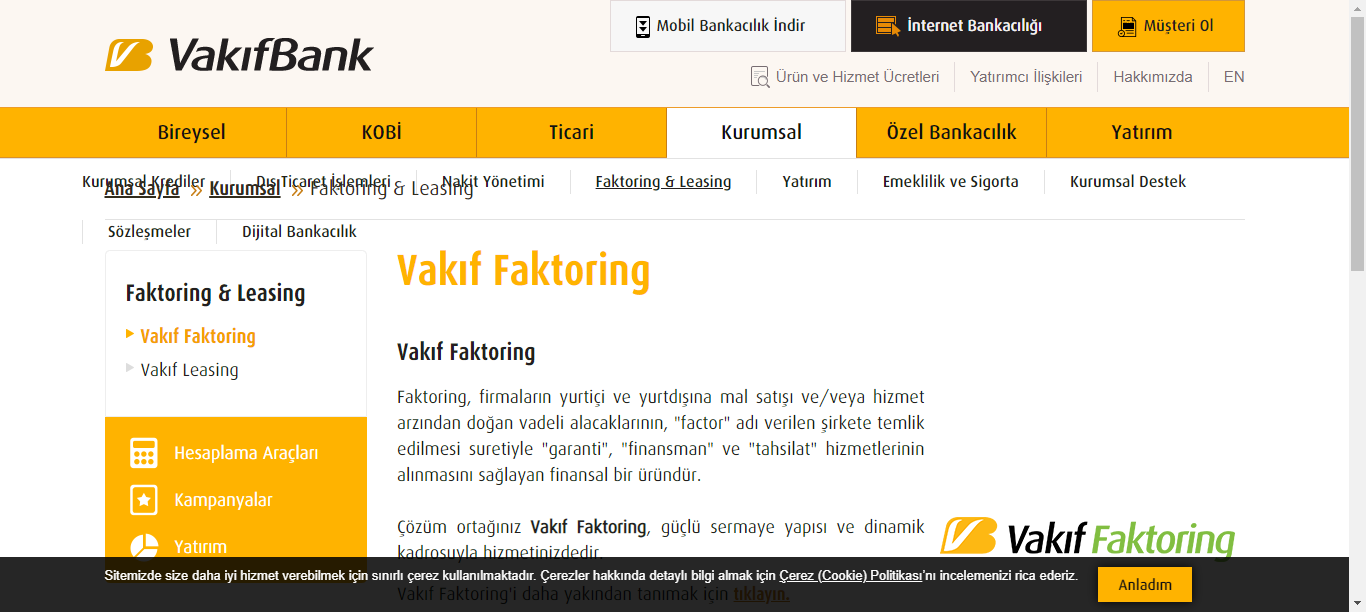 Mobil Bankacılık İndir
İnternet Bankacılığı
Müşteri Ol
VakıfBank
Ürün ve Hizmet Ücretleri
Yatırımcı İlişkileri
Hakkımızda
EN
Bireysel
KOBİ
Ticari
Kurumsal
Özel Bankacılık
Yatırım
Kurumsal Krediler
Dış Ticaret İşlemleri
Nakit Yönetimi
Faktoring & Leasing
Yatırım
Emeklilik ve Sigorta
Kurumsal Destek
Ana Sayfa » Kurumsal » Faktoring & Leasing
Sözleşmeler
Dijital Bankacılık
Faktoring & Leasing
Vakıf Faktoring
Vakıf Leasing
Hesaplama Araçları
Kampanyalar
Yatırım
Vakıf Faktoring
Vakıf Faktoring
Faktoring, firmaların yurtiçi ve yurtdışına mal satışı ve/veya hizmet
arzından doğan vadeli alacaklarının, "factor" adı verilen şirkete temlik
edilmesi suretiyle "garanti", "finansman" ve "tahsilat" hizmetlerinin
alınmasını sağlayan finansal bir üründür.
Çözüm ortağınız Vakıf Faktoring, güçlü sermaye yapısı ve dinamik
kadrosuyla hizmetinizdedir.
Vakıf Faktoring
Sitemizde size daha iyi hizmet verebilmek için sınırlı çerez kullanılmaktadır. Çerezler hakkında detaylı bilgi almak için Çerez (Cookie) Politikası'nı incelemenizi rica ederiz.
Anladım
Vakıf Faktoring'i daha yakından tanımak için tıklayın.